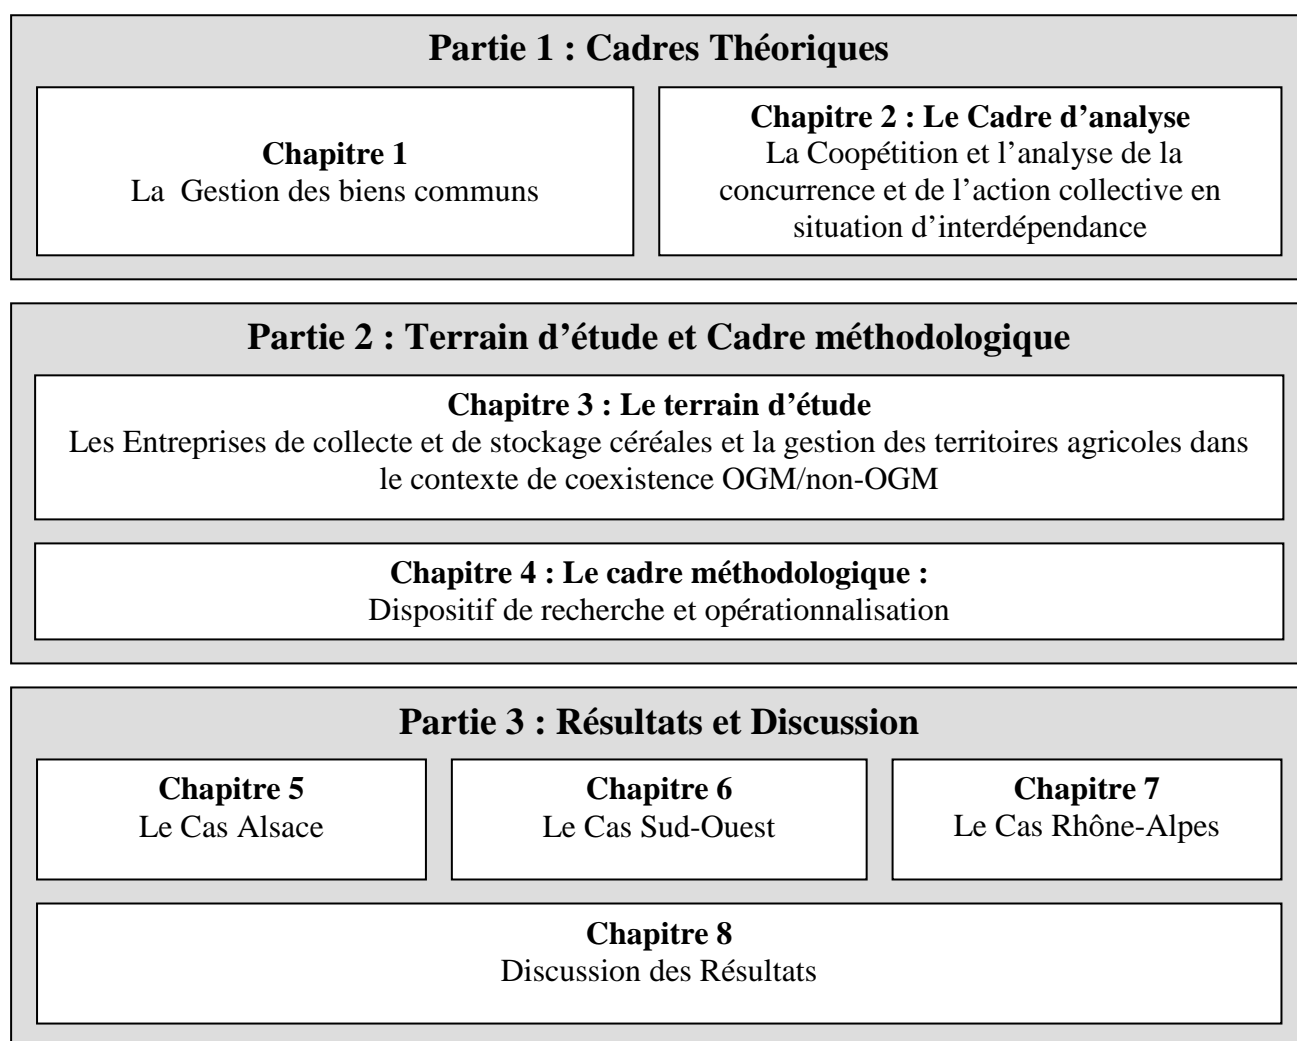 Partie 1 : Cadres Théoriques
Chapitre 1
La Gestion des biens communs
Chapitre 2 : Le Cadre d’analyse
La Coopétition et l’analyse de la
concurrence et de l’action collective en
situation d’interdépendance
Partie 2 : Terrain d’étude et Cadre méthodologique
Chapitre 3 : Le terrain d’étude
Les Entreprises de collecte et de stockage céréales et la gestion des territoires agricoles dans
le contexte de coexistence OGM/non-OGM
Chapitre 4 : Le cadre méthodologique :
Dispositif de recherche et opérationnalisation
Partie 3 : Résultats et Discussion
Chapitre 5
Le Cas Alsace
Chapitre 6
Le Cas Sud-Ouest
Chapitre 7
Le Cas Rhône-Alpes
Chapitre 8
Discussion des Résultats